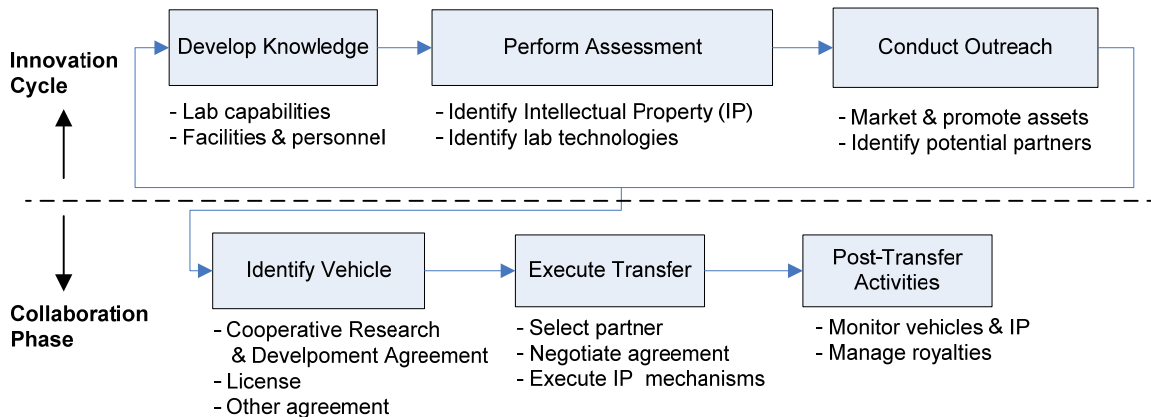 Innovation
Cycle
Develop Knowledge
- Lab capabilities
- Facilities & personnel
Perform Assessment
- Identify Intellectual Property (IP)
- Identify lab technologies
Conduct Outreach
- Market & promote assets
- Identify potential partners
Collaboration
Phase
Identify Vehicle
- Cooperative Research
& Develpoment Agreement
- License
- Other agreement
Execute Transfer
- Select partner
- Negotiate agreement
- Execute IP mechanisms
Post-Transfer
Activities
- Monitor vehicles & IP
- Manage royalties